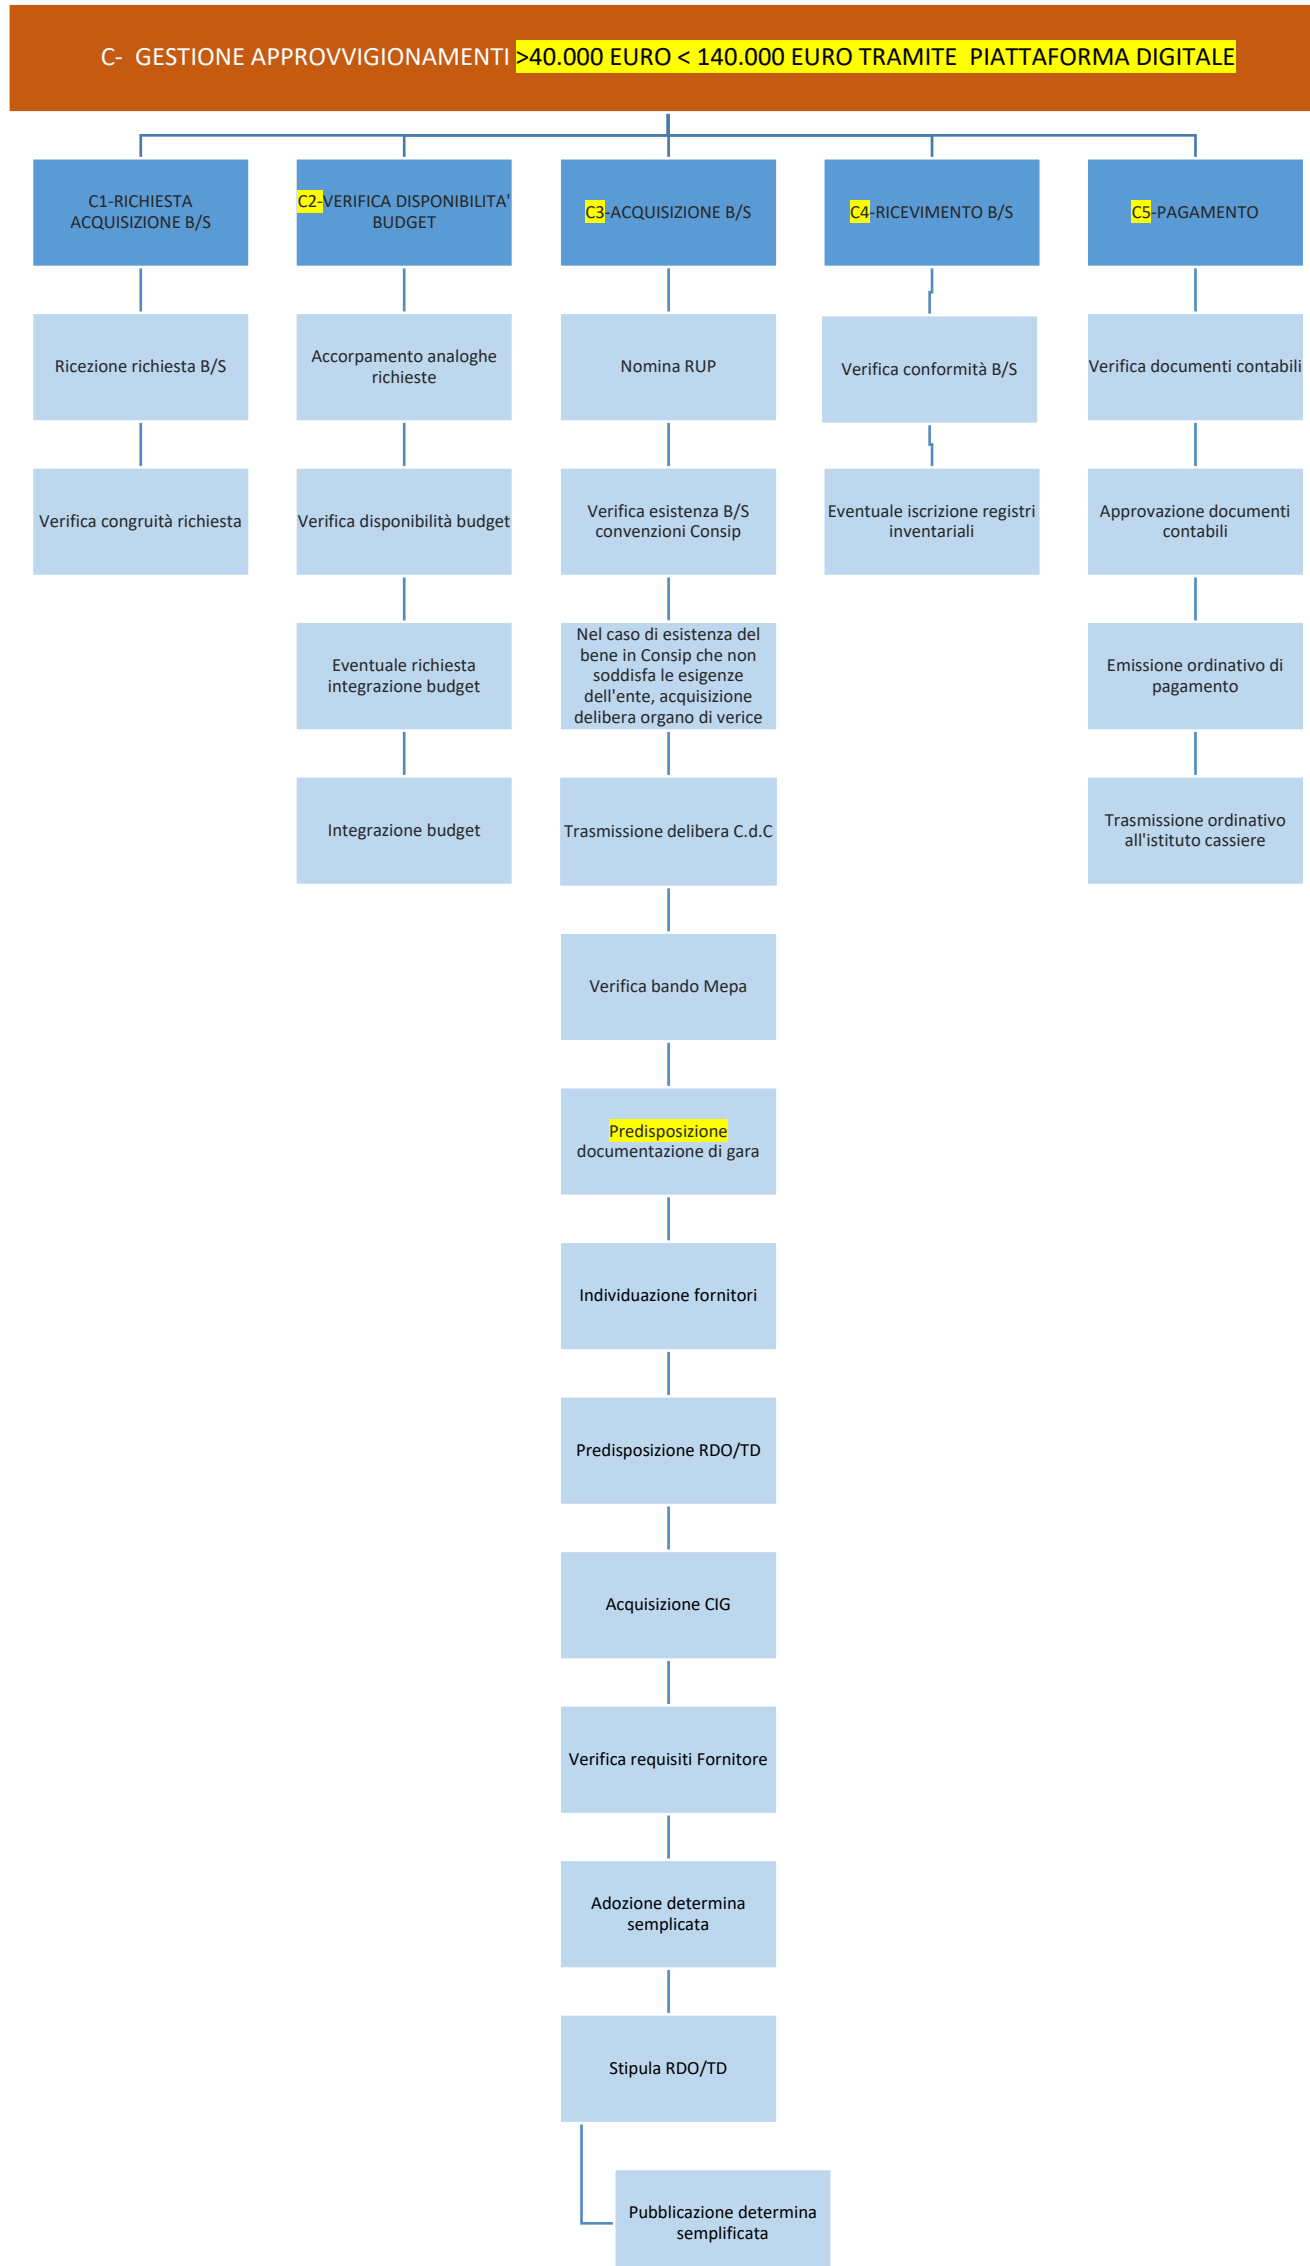 C- GESTIONE APPROVVIGIONAMENTI >40.000 EURO < 140.000 EURO TRAMITE PIATTAFORMA DIGITALE
C1-RICHIESTA
ACQUISIZIONE B/S
Ricezione richiesta B/S
Verifica congruità richiesta
C2-VERIFICA DISPONIBILITA'
BUDGET
Accorpamento analoghe
richieste
Verifica disponibilità budget
Eventuale richiesta
integrazione budget
Integrazione budget
C3-ACQUISIZIONE B/S
Nomina RUP
Verifica esistenza B/S
convenzioni Consip
Nel caso di esistenza del
bene in Consip che non
soddisfa le esigenze
dell'ente, acquisizione
delibera organo di verice
Trasmissione delibera C.d.C
Verifica bando Mepa
Predisposizione
documentazione di gara
Individuazione fornitori
Predisposizione RDO/TD
Acquisizione CIG
Verifica requisiti Fornitore
Adozione determina
semplicata
Stipula RDO/TD
Pubblicazione determina
semplificata
C4-RICEVIMENTO B/S
Verifica conformità B/S
Eventuale iscrizione registri
inventariali
C5-PAGAMENTO
Verifica documenti contabili
Approvazione documenti
contabili
Emissione ordinativo di
pagamento
Trasmissione ordinativo
all'istituto cassiere